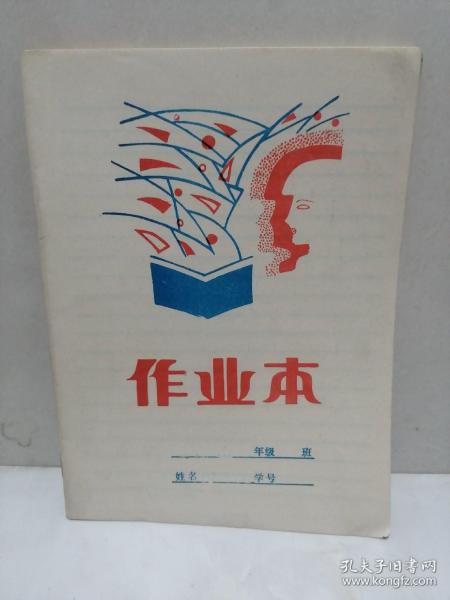 作业本
年级 班
姓名 学号
孔夫子旧书网
www.kongfz.com